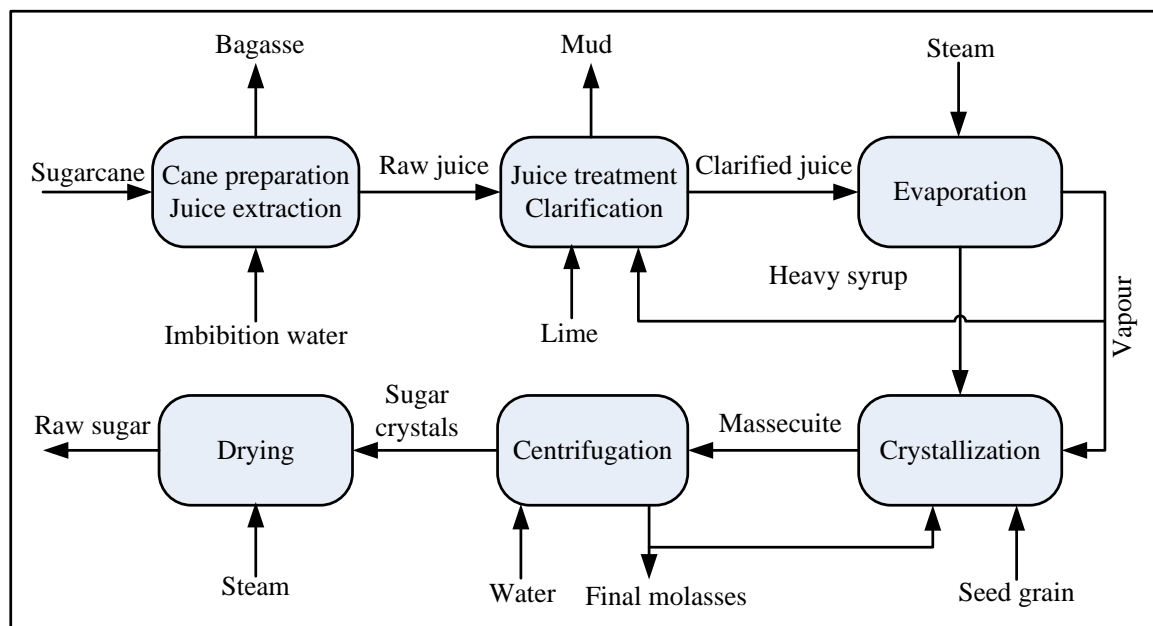 Bagasse
Mud
Steam
Sugarcane
Cane preparation
Juice extraction
Raw juice
Juice treatment
Clarification
Clarified juice
Evaporation
Imbibition water
Lime
Heavy syrup
Vapour
Raw sugar
Drying
Sugar
crystals
Centrifugation
Massecuite
Crystallization
Steam
Water
Final molasses
Seed grain